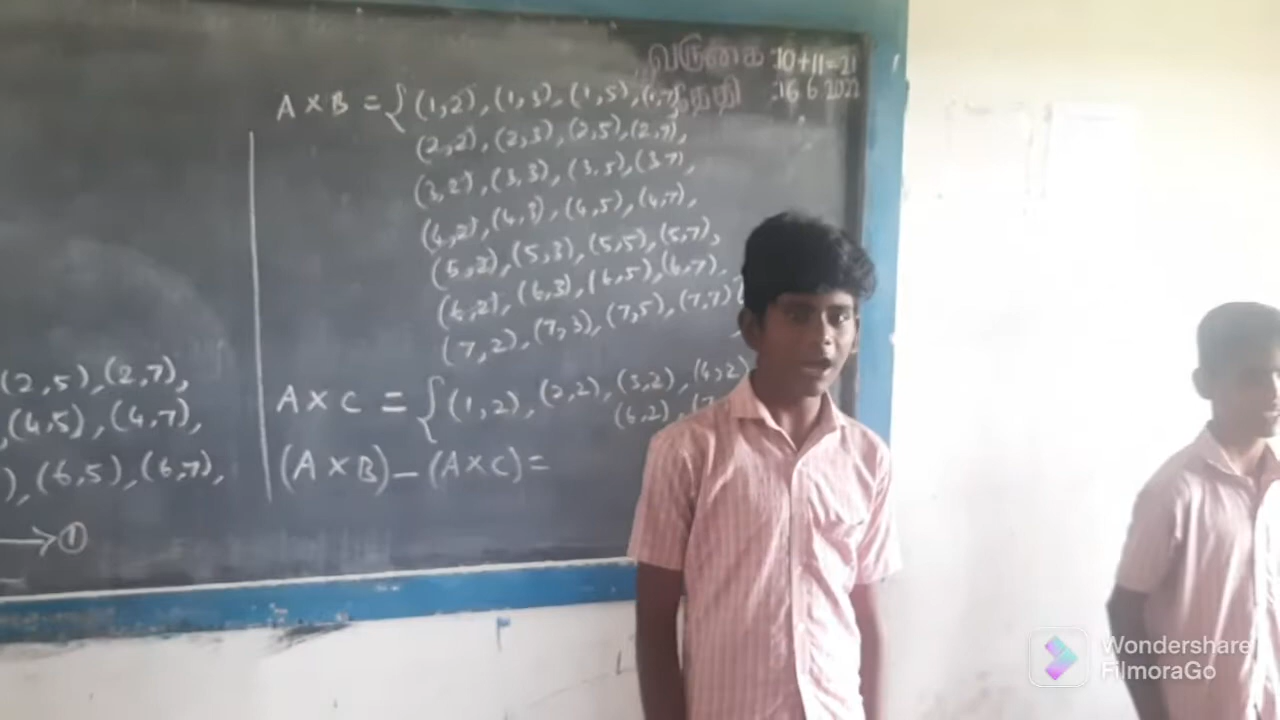 வருகை :10+11=21
தேதி :16 6 2022
A × B = {(1,2), (1,3), (1,5), (1,7)
(2,2), (2,3), (2,5), (2,7),
(3,2), (3,3), (3,5), (3,7),
(4,2), (4,3), (4,5), (4,7),
(5,2), (5,3), (5,5), (5,7),
(6,2), (6,3), (6,5), (6,7),
(7,2), (7,3), (7,5), (7,7)}
A × C = {(1,2), (2,2), (3,2), (4,2)
(6,2), (7
(A × B) – (A × C) =
(2,5), (2,7),
, (4,5), (4,7),
), (6,5), (6,7),
→ ①
Wondershare
FilmoraGo